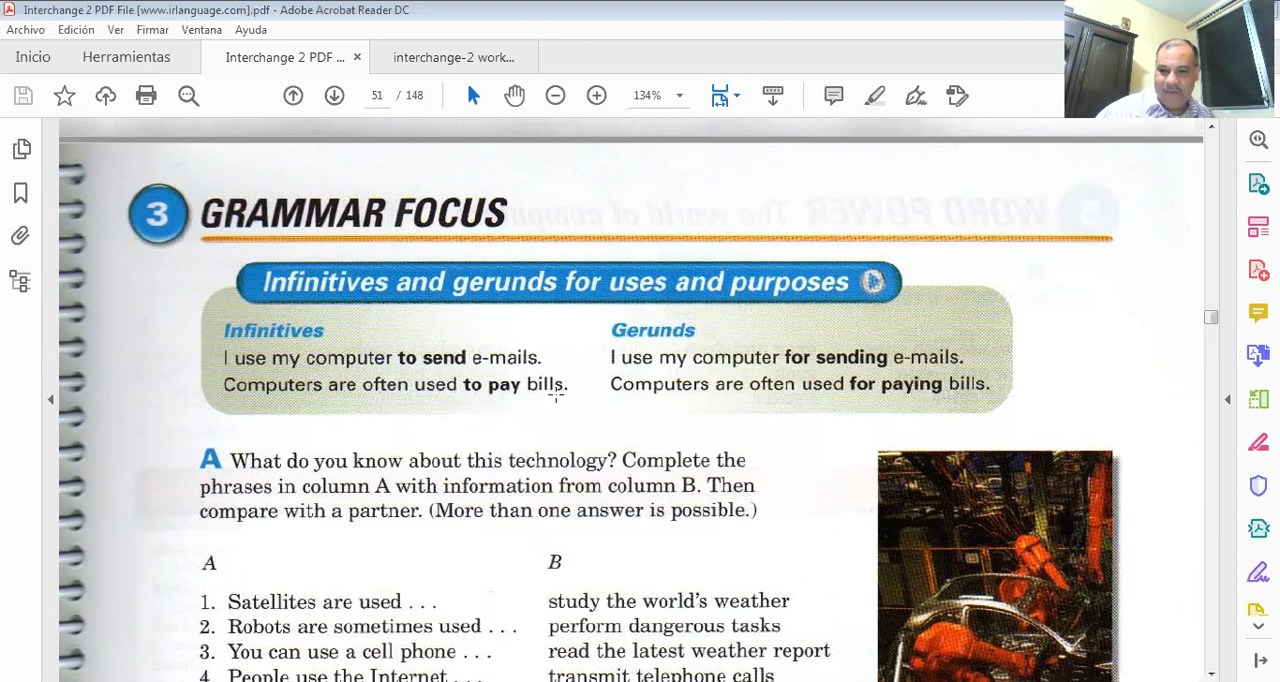 Interchange 2 PDF File [www.irlanguage.com].pdf - Adobe Acrobat Reader DC
Archivo Edición Ver Firmar Ventana Ayuda
Inicio Herramientas Interchange 2 PDF ... × interchange-2 work...
51 / 148 134%
3 GRAMMAR FOCUS
Infinitives and gerunds for uses and purposes
Infinitives
I use my computer to send e-mails.
Computers are often used to pay bills.
Gerunds
I use my computer for sending e-mails.
Computers are often used for paying bills.
A What do you know about this technology? Complete the
phrases in column A with information from column B. Then
compare with a partner. (More than one answer is possible.)
A
1. Satellites are used . . .
2. Robots are sometimes used . . .
3. You can use a cell phone . . .
4. People use the Internet . . .
B
study the world's weather
perform dangerous tasks
read the latest weather report
transmit telephone calls